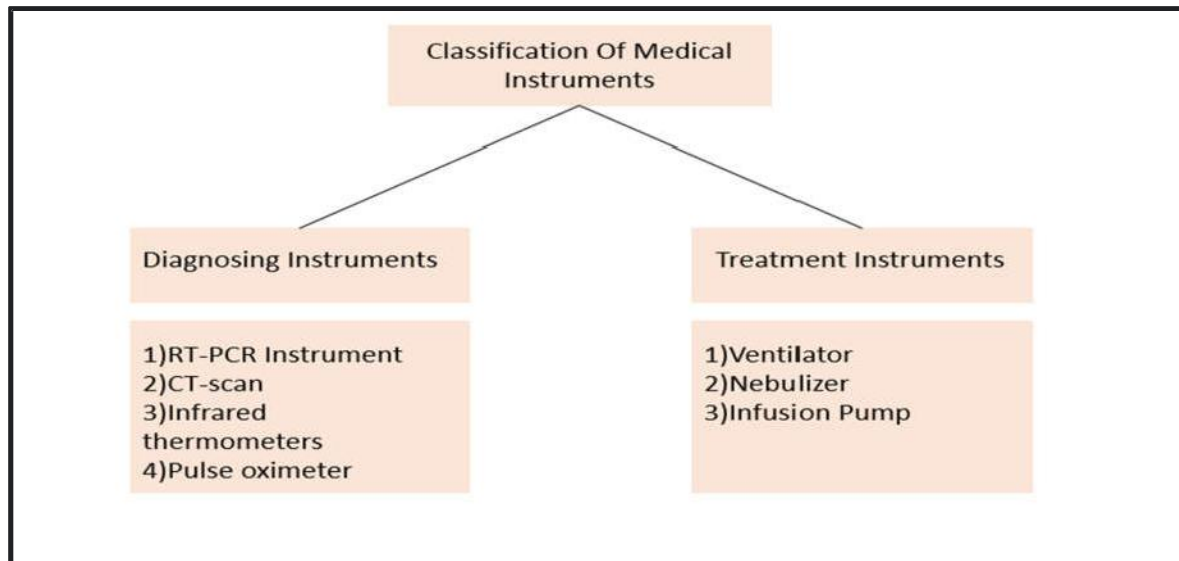 Classification Of Medical
Instruments
Diagnosing Instruments
Treatment Instruments
1)RT-PCR Instrument
2)CT-scan
3)Infrared
thermometers
4)Pulse oximeter
1)Ventilator
2)Nebulizer
3)Infusion Pump